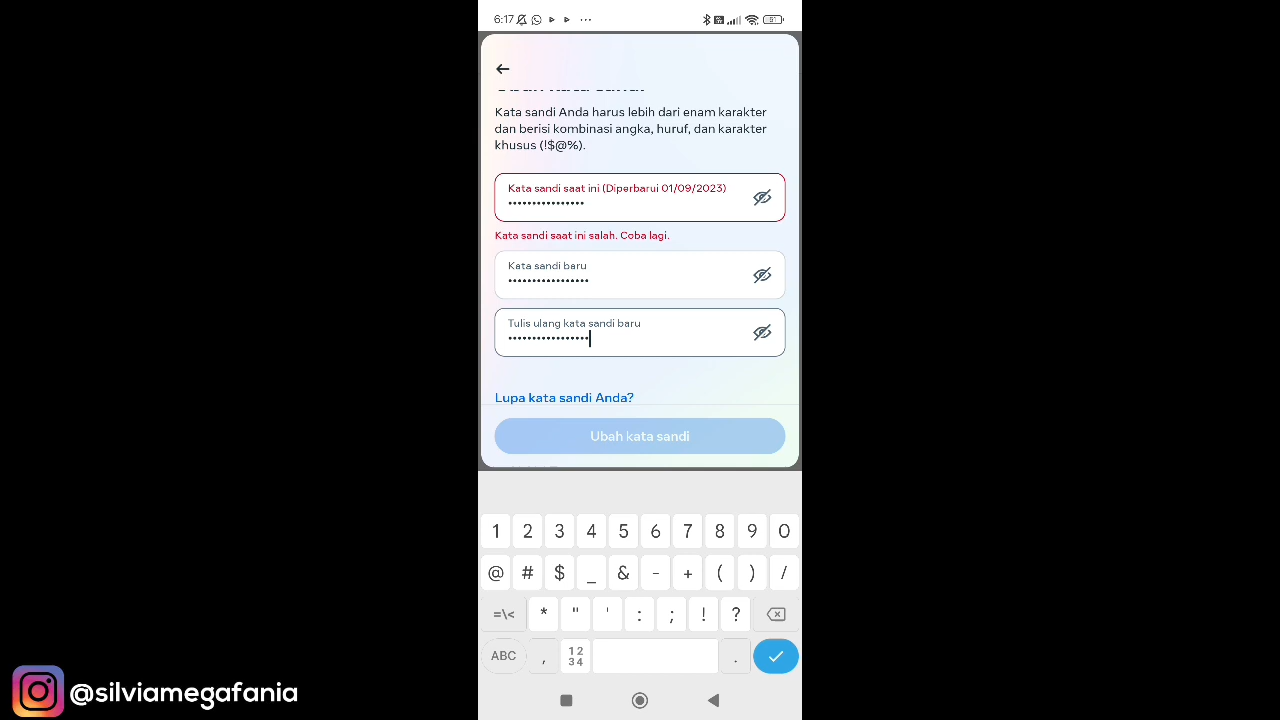 6:17
51
Kata sandi Anda harus lebih dari enam karakter
dan berisi kombinasi angka, huruf, dan karakter
khusus (!$@%).
Kata sandi saat ini (Diperbarui 01/09/2023)
••••••••••••••••
Kata sandi saat ini salah. Coba lagi.
Kata sandi baru
•••••••••••••••••
Tulis ulang kata sandi baru
•••••••••••••••••
Lupa kata sandi Anda?
Ubah kata sandi
1 2 3 4 5 6 7 8 9 0
@ # $ _ & - + ( ) /
=\< * " ' : ; ! ?
ABC , 12 34 .
@silviamegafania